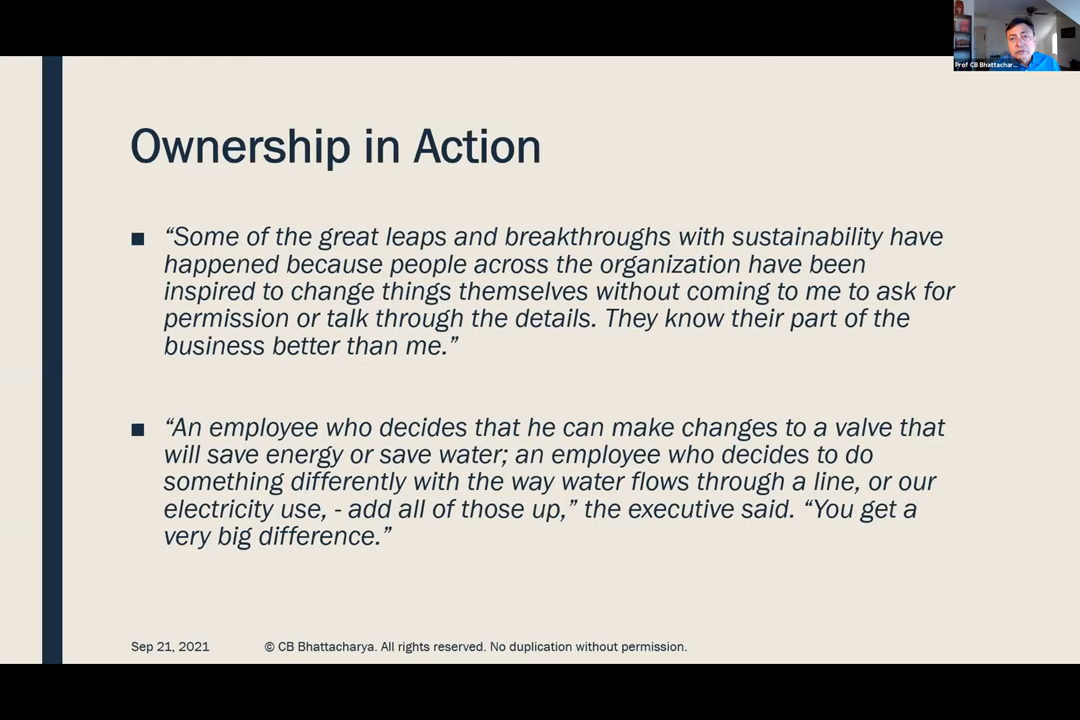 Prof CB Bhattachar...
Ownership in Action
■ “Some of the great leaps and breakthroughs with sustainability have
happened because people across the organization have been
inspired to change things themselves without coming to me to ask for
permission or talk through the details. They know their part of the
business better than me.”
■ “An employee who decides that he can make changes to a valve that
will save energy or save water; an employee who decides to do
something differently with the way water flows through a line, or our
electricity use, - add all of those up,” the executive said. “You get a
very big difference.”
Sep 21, 2021 © CB Bhattacharya. All rights reserved. No duplication without permission.